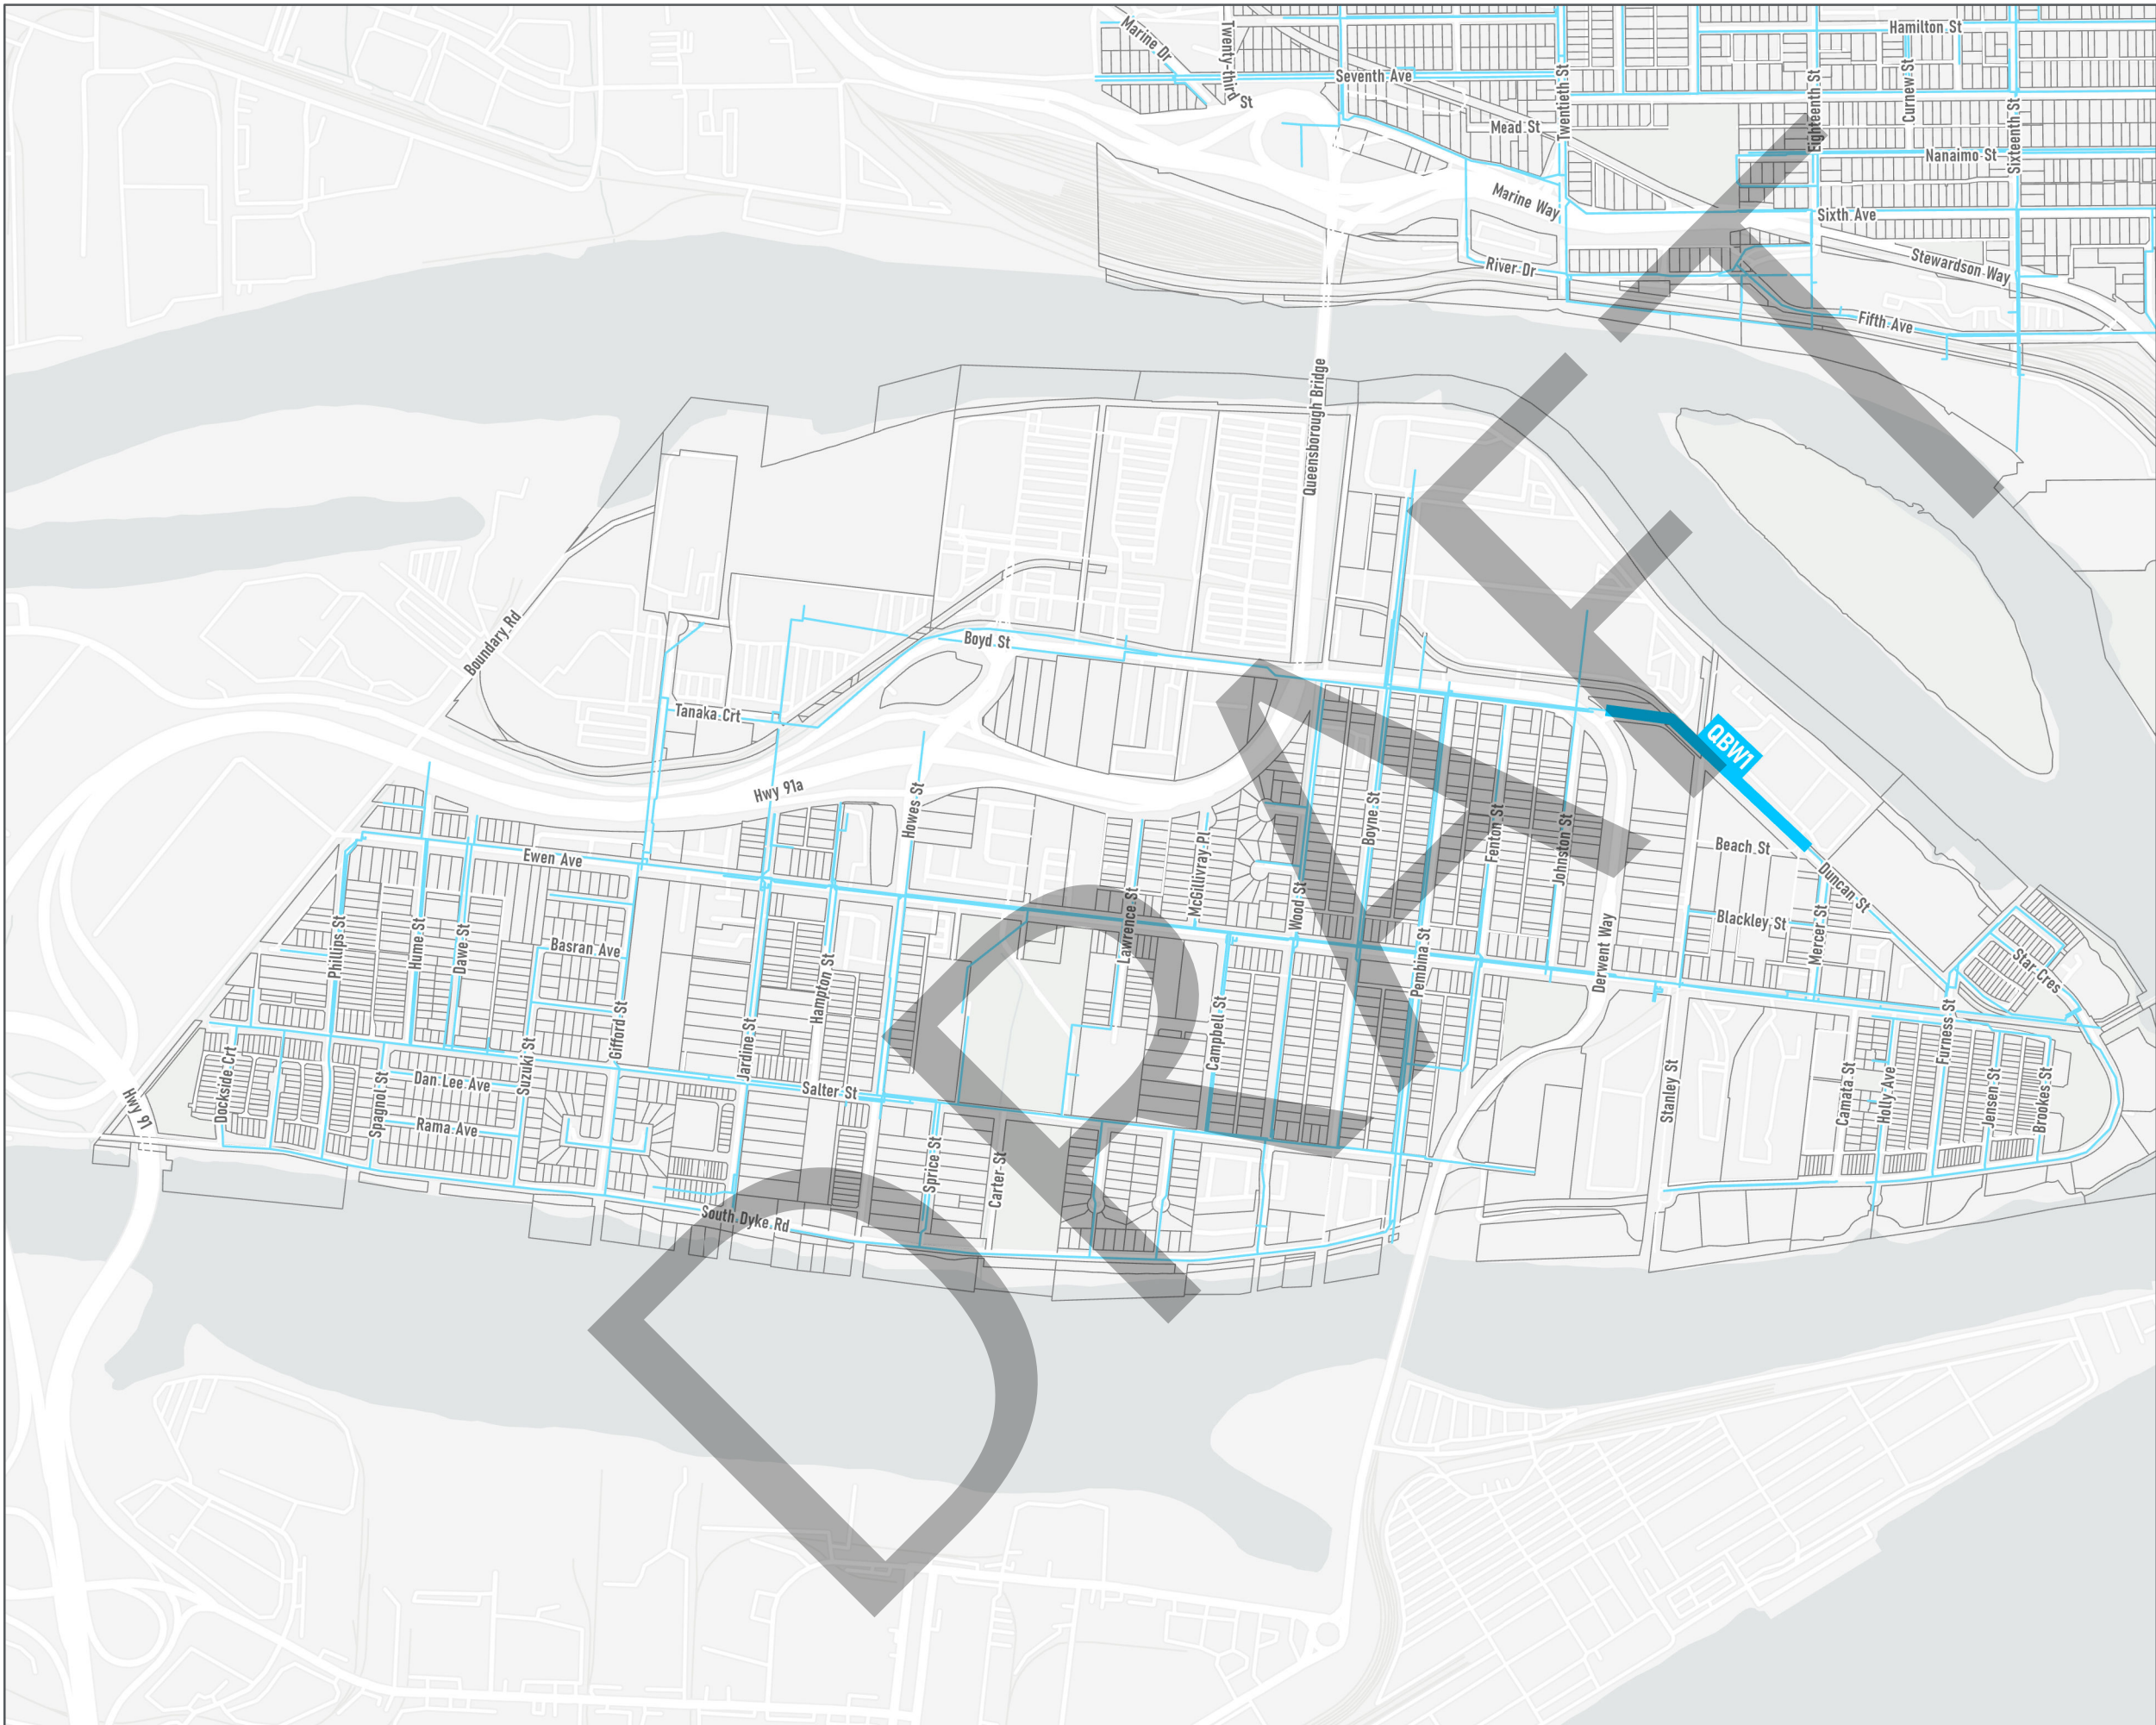 Hamilton St
Marine Dr
Twenty-third St
Seventh Ave
Twentieth St
Eighteenth St
Curnew St
Sixteenth St
Mead St
Nanaimo St
Marine Way
Sixth Ave
River Dr
Stewardson Way
Fifth Ave
Queensborough Bridge
Boundary Rd
Boyd St
Tanaka Crt
QBW1
Hwy 91a
Howes St
Boyne St
Fenton St
Johnston St
McGillivray Pl
Beach St
Ewen Ave
Duncan St
Lawrence St
Wood St
Phillips St
Hume St
Dawe St
Basran Ave
Hampton St
Pembina St
Derwent Way
Blackley St
Mercer St
Star Cres
Gifford St
Jardine St
Campbell St
Furness St
Dockside Crt
Suzuki St
Dan Lee Ave
Salter St
Stanley St
Camata St
Holly Ave
Jensen St
Brookes St
Hwy 91
Spagnol St
Rama Ave
Sprice St
Carter St
South Dyke Rd
DRAFT